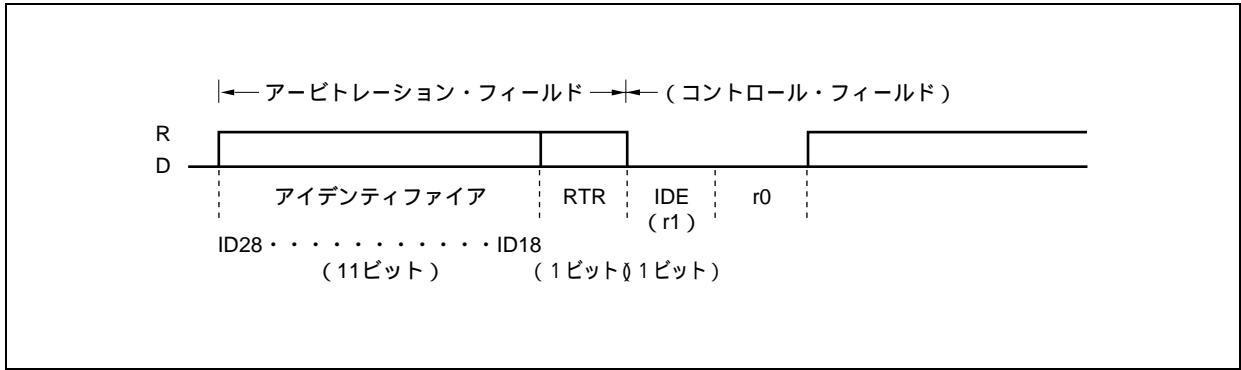 アービトレーション・フィールド (コントロール・フィールド)
R
D
アイデンティファイア RTR IDE r0
(r1)
ID28・・・・・・・・・・・ID18
(11ビット) (1ビット)(1ビット)